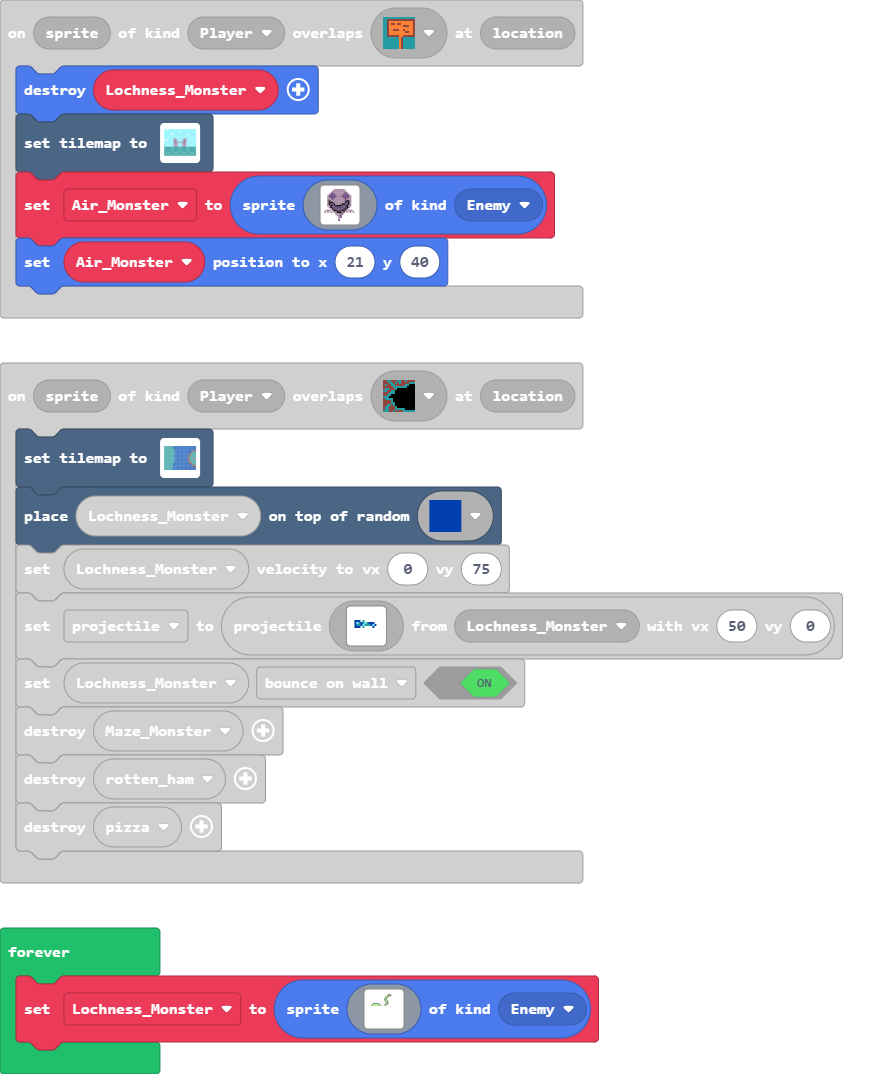 on sprite of kind Player overlaps at location
destroy Lochness_Monster
set tilemap to
set Air_Monster to sprite of kind Enemy
set Air_Monster position to x 21 y 40
on sprite of kind Player overlaps at location
set tilemap to
place Lochness_Monster on top of random
set Lochness_Monster velocity to vx 0 vy 75
set projectile to projectile from Lochness_Monster with vx 50 vy 0
set Lochness_Monster bounce on wall ON
destroy Maze_Monster
destroy rotten_ham
destroy pizza
forever
set Lochness_Monster to sprite of kind Enemy